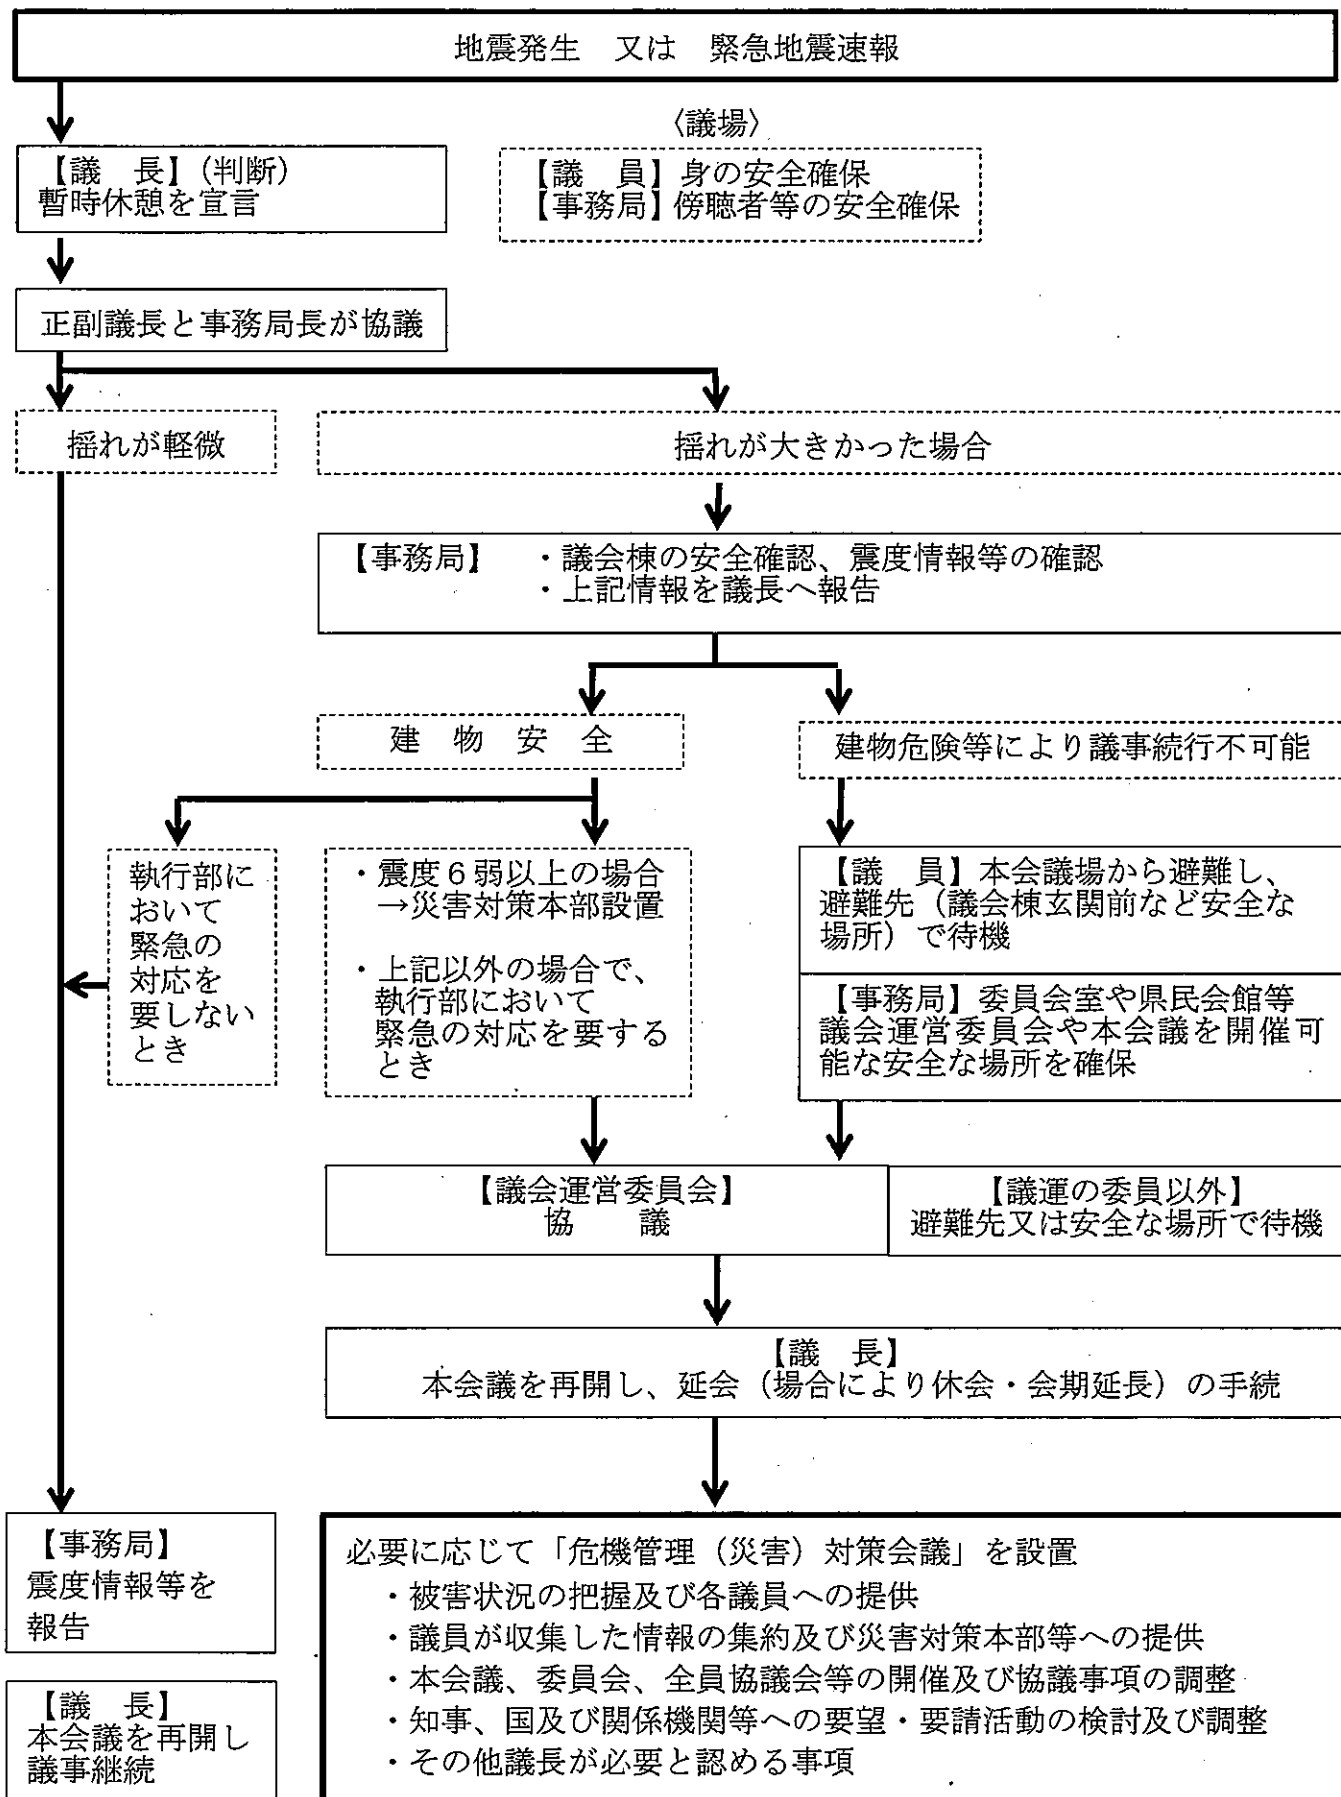 地震発生　又は　緊急地震速報
〈議場〉
【議　長】（判断）
暫時休憩を宣言
【議　員】身の安全確保
【事務局】傍聴者等の安全確保
正副議長と事務局長が協議
揺れが軽微
揺れが大きかった場合
【事務局】　・議会棟の安全確認、震度情報等の確認
・上記情報を議長へ報告
建　物　安　全
建物危険等により議事続行不可能
執行部に
おいて
緊急の
対応を
要しない
とき
・震度６弱以上の場合
→災害対策本部設置
・上記以外の場合で、
執行部において
緊急の対応を要する
とき
【議　員】本会議場から避難し、
避難先（議会棟玄関前など安全な
場所）で待機
【事務局】委員会室や県民会館等
議会運営委員会や本会議を開催可
能な安全な場所を確保
【議会運営委員会】
協　　議
【議運の委員以外】
避難先又は安全な場所で待機
【議　長】
本会議を再開し、延会（場合により休会・会期延長）の手続
【事務局】
震度情報等を
報告
【議　長】
本会議を再開し
議事継続
必要に応じて「危機管理（災害）対策会議」を設置
・被害状況の把握及び各議員への提供
・議員が収集した情報の集約及び災害対策本部等への提供
・本会議、委員会、全員協議会等の開催及び協議事項の調整
・知事、国及び関係機関等への要望・要請活動の検討及び調整
・その他議長が必要と認める事項